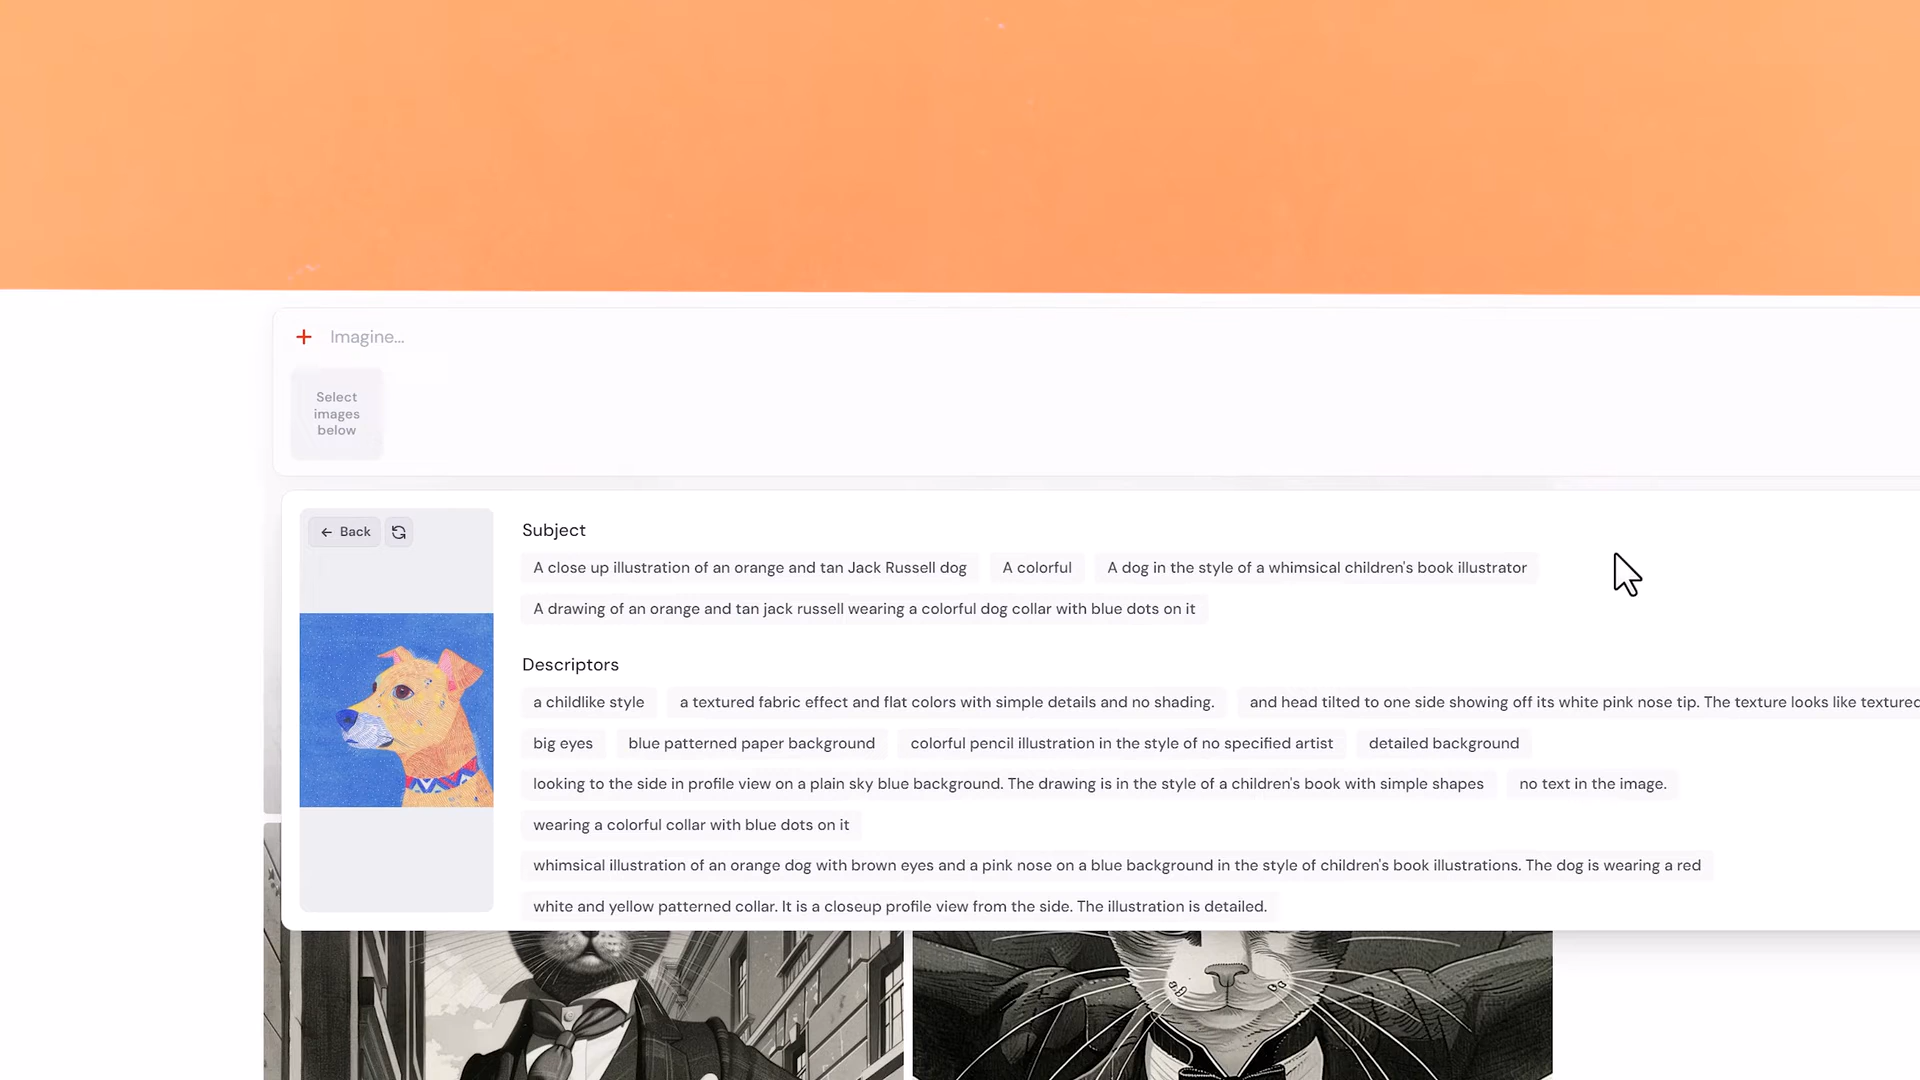 Imagine...
Select
images
below
Back
Subject
A close up illustration of an orange and tan Jack Russell dog A colorful A dog in the style of a whimsical children's book illustrator
A drawing of an orange and tan jack russell wearing a colorful dog collar with blue dots on it
Descriptors
a childlike style a textured fabric effect and flat colors with simple details and no shading. and head tilted to one side showing off its white pink nose tip. The texture looks like textured
big eyes blue patterned paper background colorful pencil illustration in the style of no specified artist detailed background
looking to the side in profile view on a plain sky blue background. The drawing is in the style of a children's book with simple shapes no text in the image.
wearing a colorful collar with blue dots on it
whimsical illustration of an orange dog with brown eyes and a pink nose on a blue background in the style of children's book illustrations. The dog is wearing a red
white and yellow patterned collar. It is a closeup profile view from the side. The illustration is detailed.